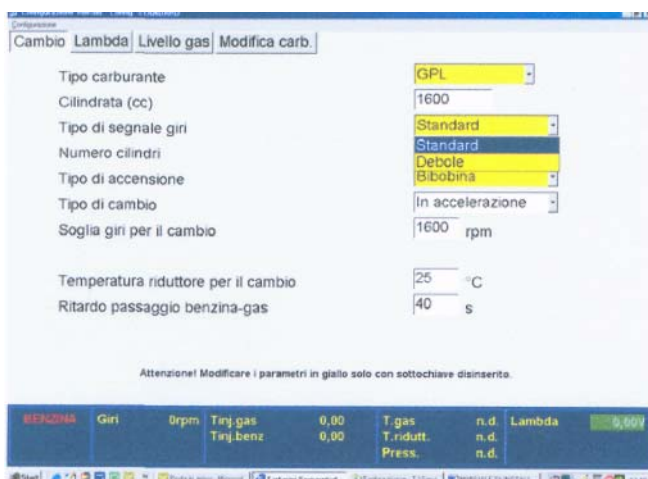 Configurazione
Cambio Lambda Livello gas Modifica carb.
Tipo carburante GPL
Cilindrata (cc) 1600
Tipo di segnale giri Standard
Standard
Numero cilindri
Debole
Tipo di accensione Bibobina
Tipo di cambio In accelerazione
Soglia giri per il cambio 1600 rpm
Temperatura riduttore per il cambio 25 °C
Ritardo passaggio benzina-gas 40 s
Attenzione! Modificare i parametri in giallo solo con sottochiave disinserito.
BENZINA Giri 0rpm Tinj.gas 0,00 T.gas n.d. Lambda 0,00V
Tinj.benz 0,00 T.ridutt. n.d.
Press. n.d.
Start